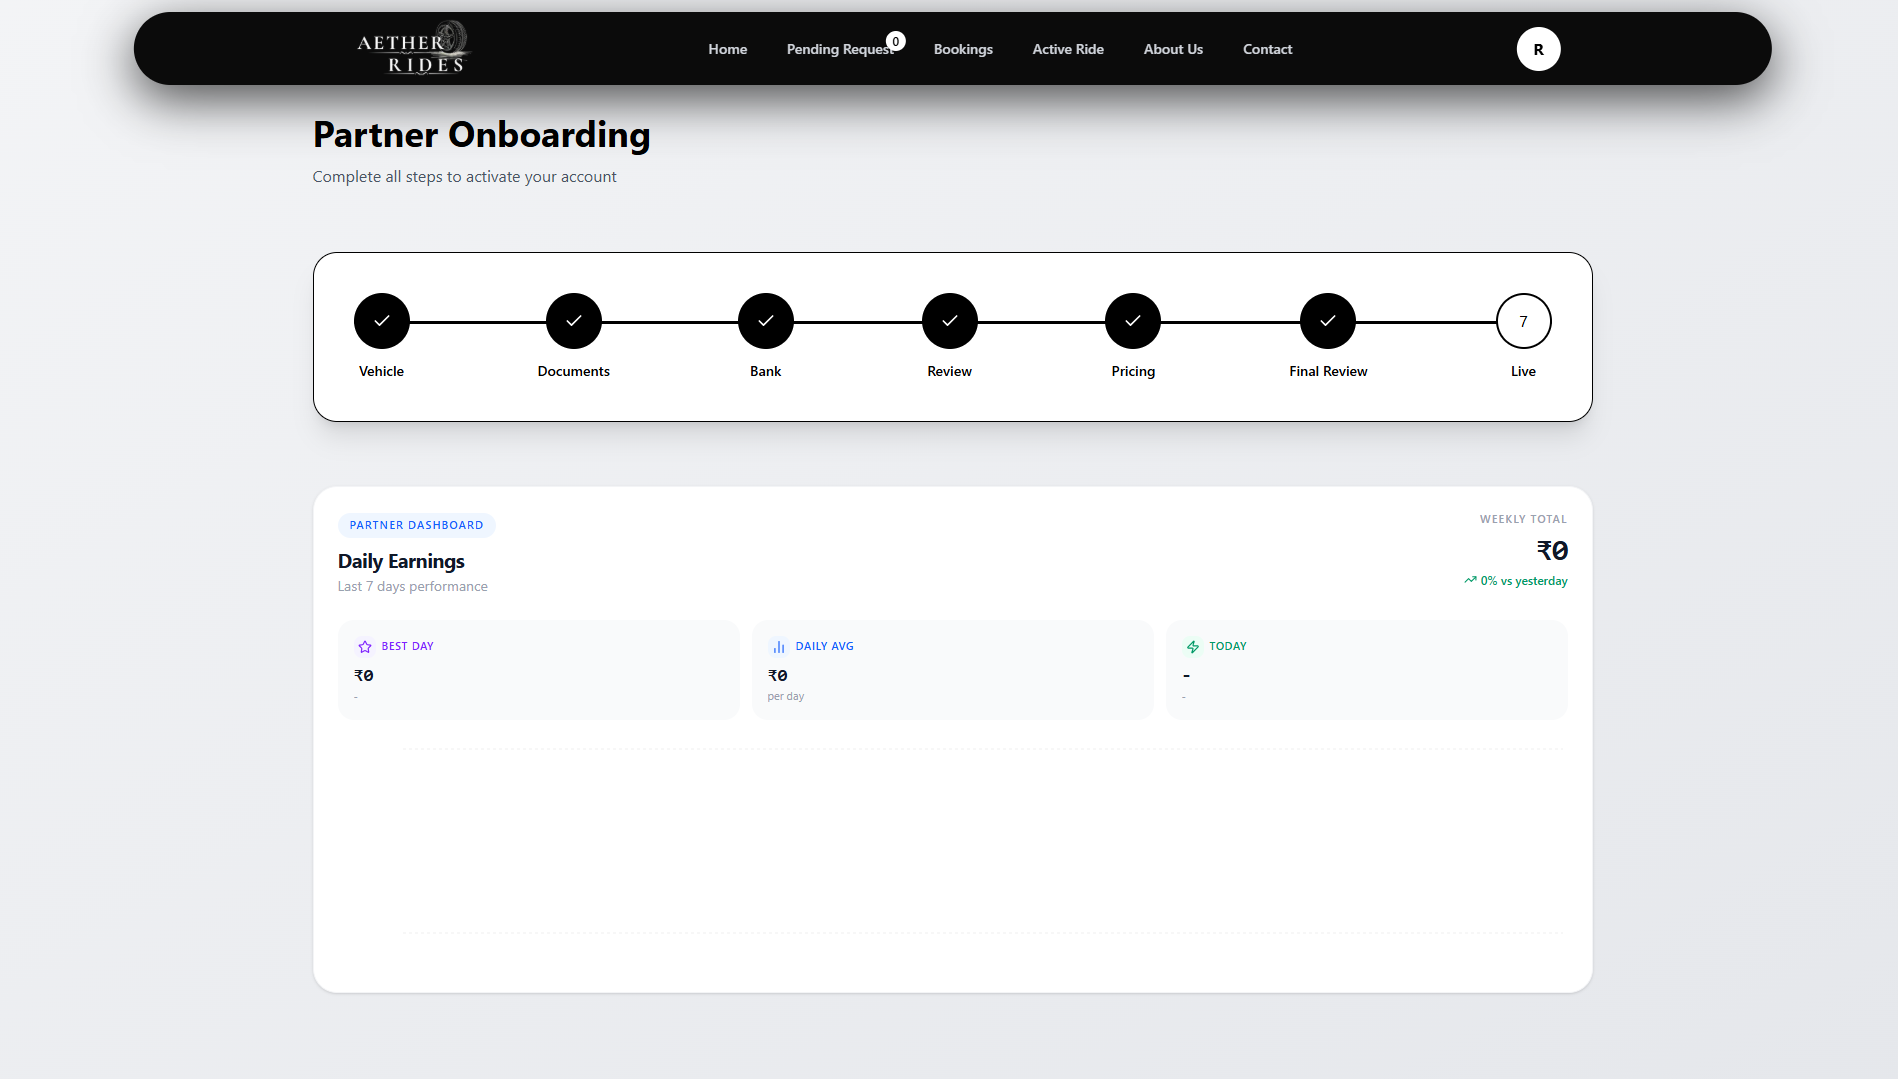 AETHER
RIDES
Home
Pending Request
0
Bookings
Active Ride
About Us
Contact
R
Partner Onboarding
Complete all steps to activate your account
7
Vehicle
Documents
Bank
Review
Pricing
Final Review
Live
PARTNER DASHBOARD
Daily Earnings
Last 7 days performance
WEEKLY TOTAL
₹0
0% vs yesterday
BEST DAY
₹0
-
DAILY AVG
₹0
per day
TODAY
-
-